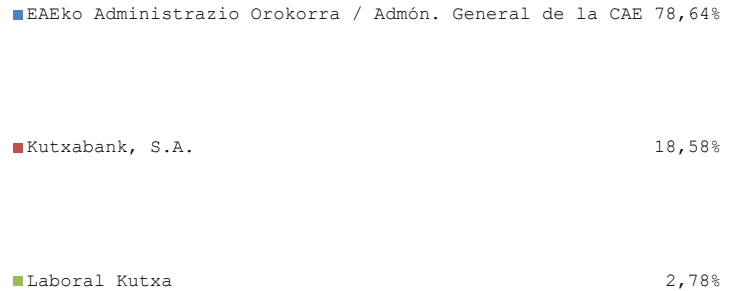 EAEko Administrazio Orokorra / Admón. General de la CAE 78,64%
Kutxabank, S.A. 18,58%
Laboral Kutxa 2,78%